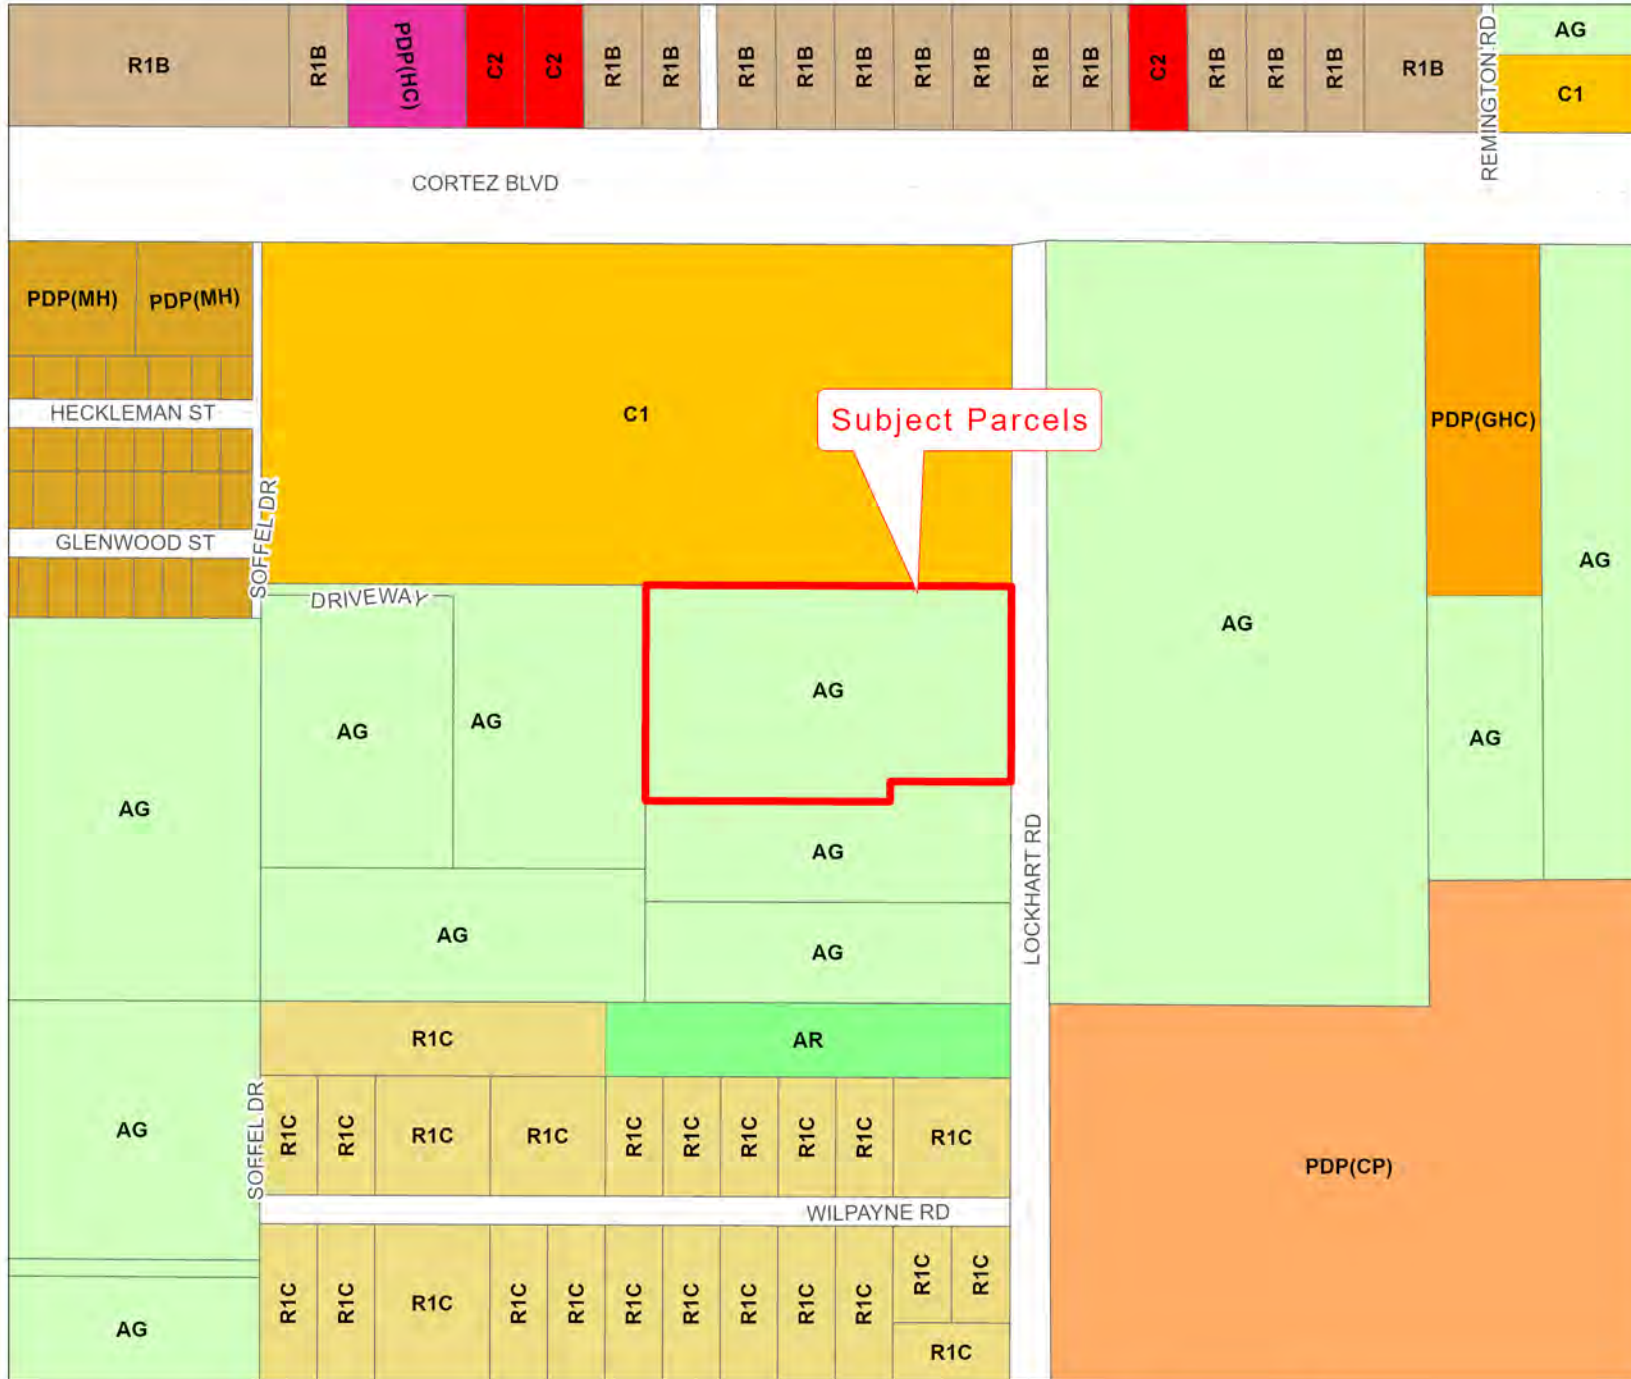 R1B
R1B
PDP(HC)
C2
C2
R1B
R1B
R1B
R1B
R1B
R1B
R1B
R1B
R1B
C2
R1B
R1B
R1B
R1B
REMINGTON RD
AG
C1
CORTEZ BLVD
PDP(MH)
PDP(MH)
HECKLEMAN ST
GLENWOOD ST
SOFFEL DR
C1
Subject Parcels
PDP(GHC)
AG
AG
DRIVEWAY
AG
AG
AG
AG
AG
AG
AG
AG
LOCKHART RD
R1C
AR
AG
SOFFEL DR
R1C
R1C
R1C
R1C
R1C
R1C
R1C
R1C
R1C
R1C
PDP(CP)
WILPAYNE RD
AG
R1C
R1C
R1C
R1C
R1C
R1C
R1C
R1C
R1C
R1C
R1C
R1C
R1C